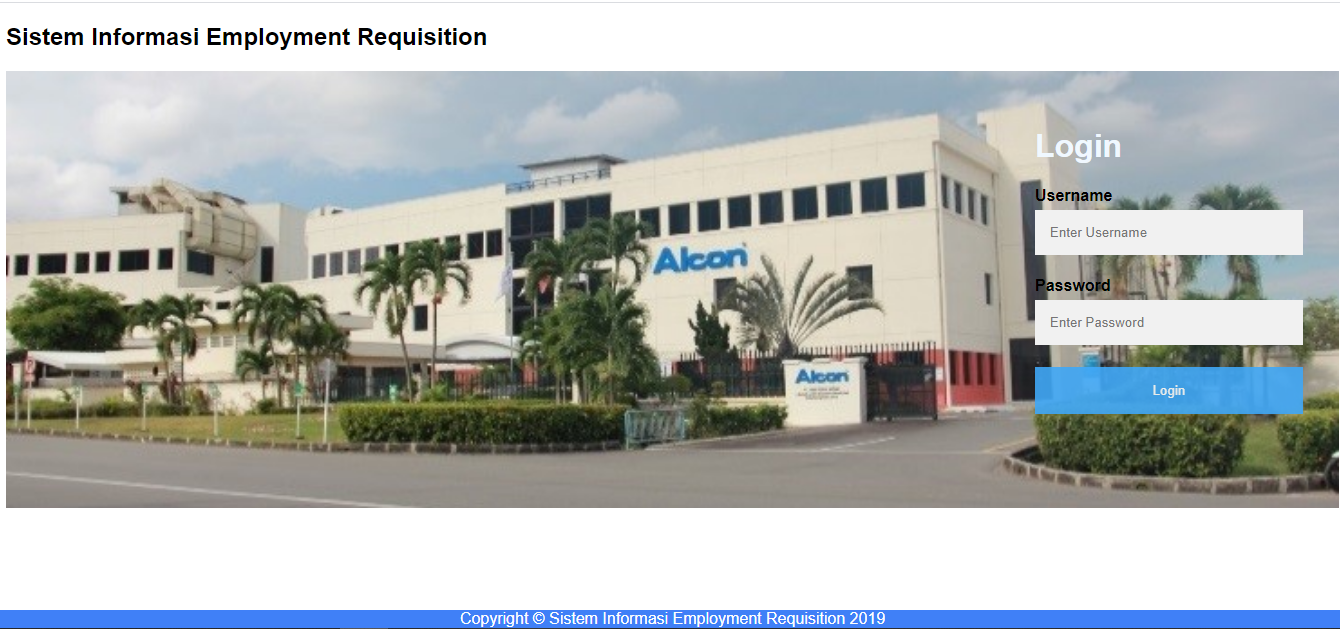 Sistem Informasi Employment Requisition
Login
Username
Enter Username
Alcon
Password
Enter Password
Alcon
Login
Copyright © Sistem Informasi Employment Requisition 2019